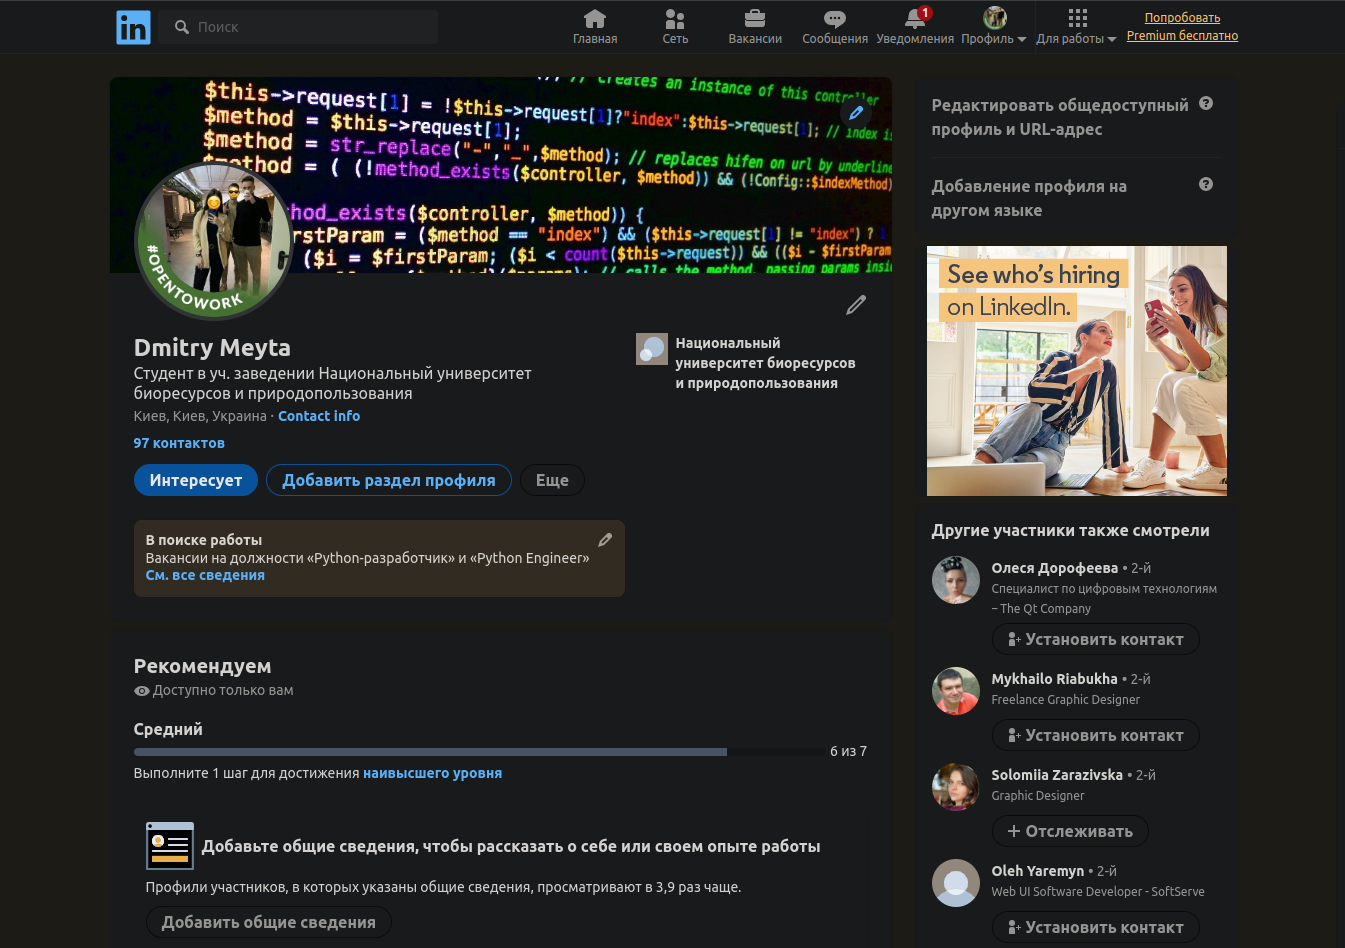 in
Поиск
Главная
Сеть
Вакансии
Сообщения
1
Уведомления
Профиль
Для работы
Попробовать
Premium бесплатно
// creates an instance of this controller
$this->request[1] = !$this->request[1]?"index":$this->request[1]; // index is
$method = $this->request[1];
$method = str_replace("-","_",$method); // replaces hifen on url by underline
$method = ( (!method_exists($controller, $method)) && (!Config::$indexMethod)
hod_exists($controller, $method)) {
rstParam = ($method == "index") && ($this->request[1] != "index") ? 1
($i = $firstParam; ($i < count($this->request)) && (($i - $firstParam
// calls the method, passing params insid
#OPENTOWORK
Dmitry Meyta
Студент в уч. заведении Национальный университет
биоресурсов и природопользования
Киев, Киев, Украина · Contact info
97 контактов
Интересует
Добавить раздел профиля
Еще
Национальный
университет биоресурсов
и природопользования
В поиске работы
Вакансии на должности «Python-разработчик» и «Python Engineer»
См. все сведения
Рекомендуем
Доступно только вам
Средний
6 из 7
Выполните 1 шаг для достижения наивысшего уровня
Добавьте общие сведения, чтобы рассказать о себе или своем опыте работы
Профили участников, в которых указаны общие сведения, просматривают в 3,9 раз чаще.
Добавить общие сведения
Редактировать общедоступный
профиль и URL-адрес
Добавление профиля на
другом языке
See who's hiring
on LinkedIn.
Другие участники также смотрели
Олеся Дорофеева • 2-й
Специалист по цифровым технологиям
– The Qt Company
Установить контакт
Mykhailo Riabukha • 2-й
Freelance Graphic Designer
Установить контакт
Solomiia Zarazivska • 2-й
Graphic Designer
+ Отслеживать
Oleh Yaremyn • 2-й
Web UI Software Developer - SoftServe
Установить контакт